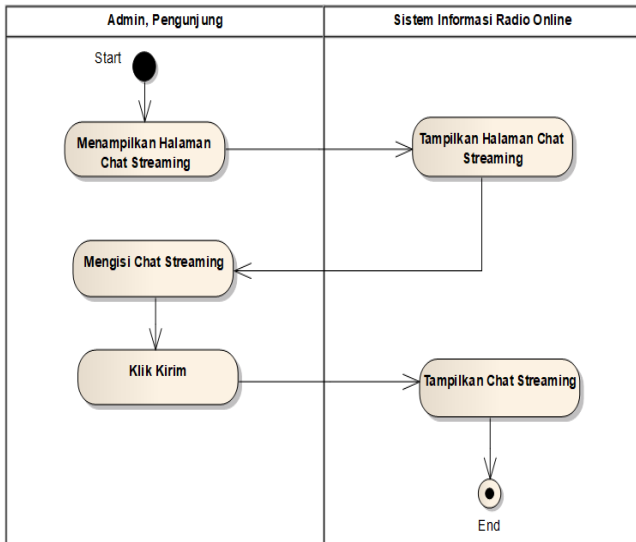 Admin, Pengunjung
Sistem Informasi Radio Online
Start
Menampilkan Halaman
Chat Streaming
Tampilkan Halaman Chat
Streaming
Mengisi Chat Streaming
Klik Kirim
Tampilkan Chat Streaming
End